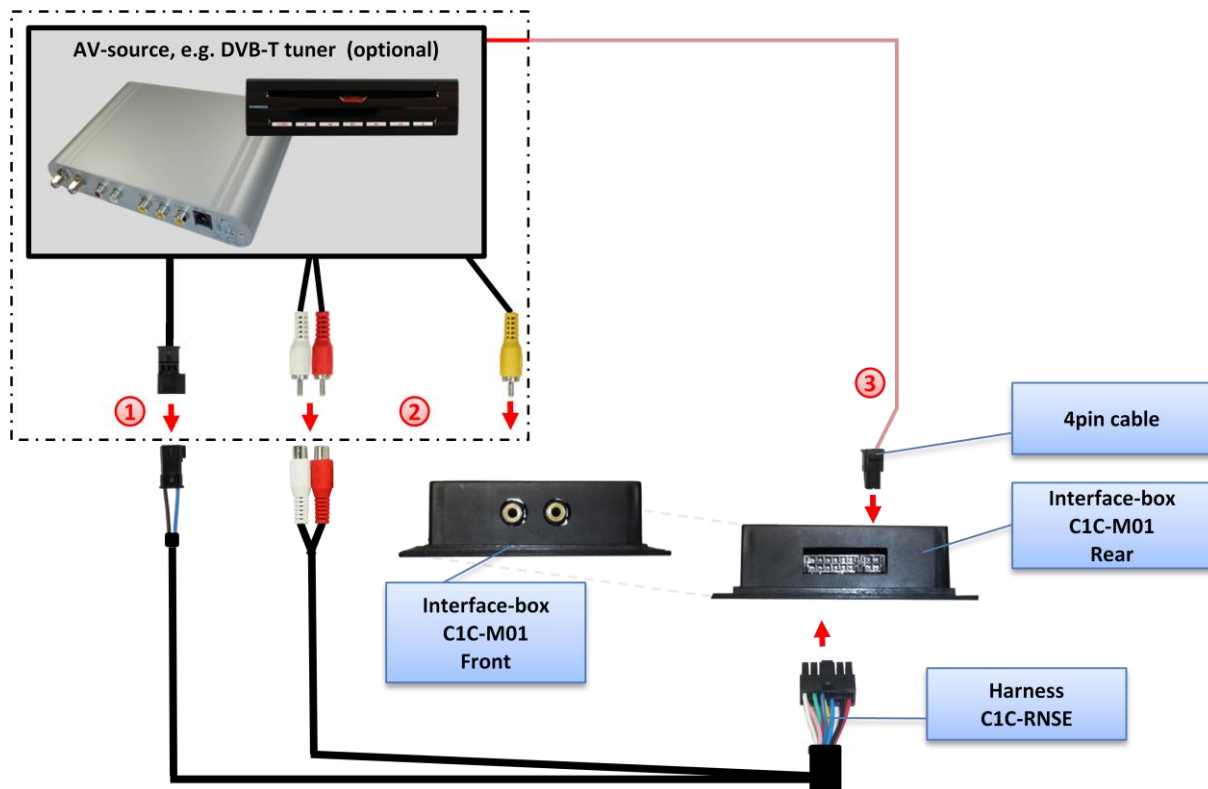 AV-source, e.g. DVB-T tuner (optional)
1
2
3
4pin cable
Interface-box
C1C-M01
Rear
Interface-box
C1C-M01
Front
Harness
C1C-RNSE